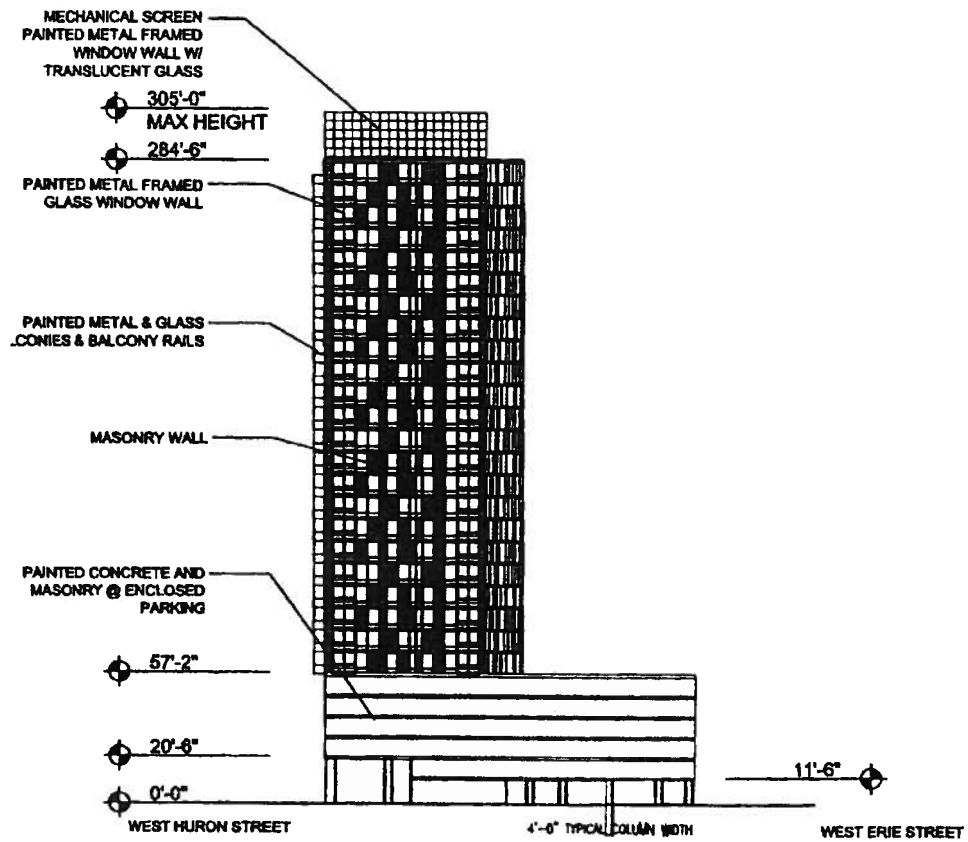 MECHANICAL SCREEN
PAINTED METAL FRAMED
WINDOW WALL W/
TRANSLUCENT GLASS
305'-0"
MAX HEIGHT
284'-6"
PAINTED METAL FRAMED
GLASS WINDOW WALL
PAINTED METAL & GLASS
CONIES & BALCONY RAILS
MASONRY WALL
PAINTED CONCRETE AND
MASONRY @ ENCLOSED
PARKING
57'-2"
20'-6"
11'-6"
0'-0"
WEST HURON STREET
4'-0" TYPICAL COLUMN WIDTH
WEST ERIE STREET